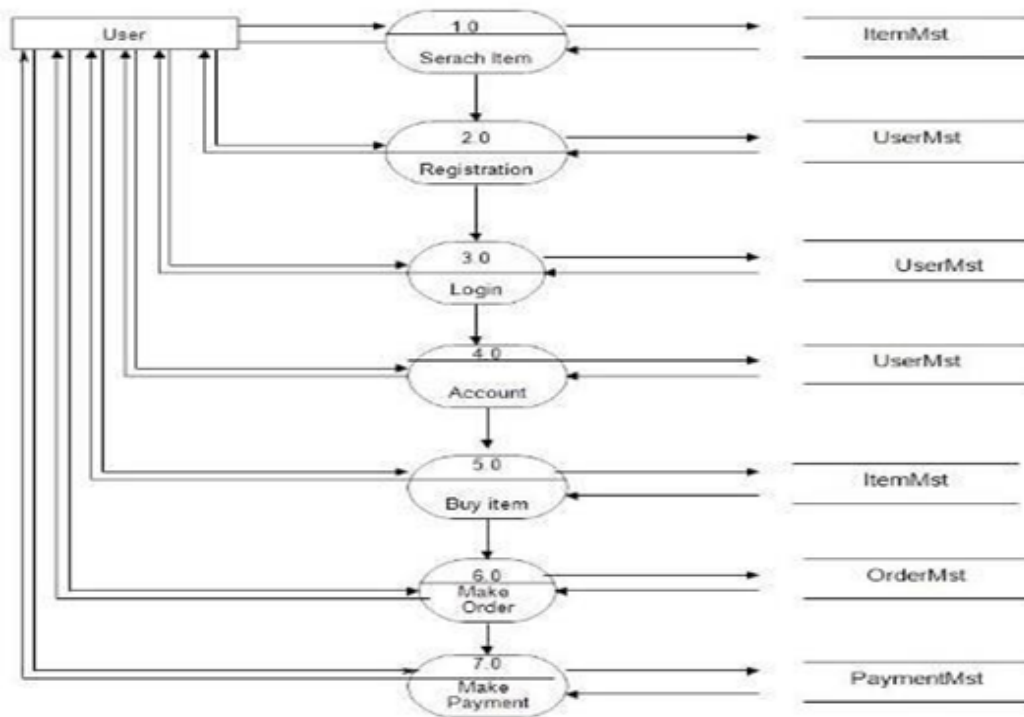 User
1.0
Serach Item
ItemMst
2.0
Registration
UserMst
3.0
Login
UserMst
4.0
Account
UserMst
5.0
Buy item
ItemMst
6.0
Make
Order
OrderMst
7.0
Make
Payment
PaymentMst